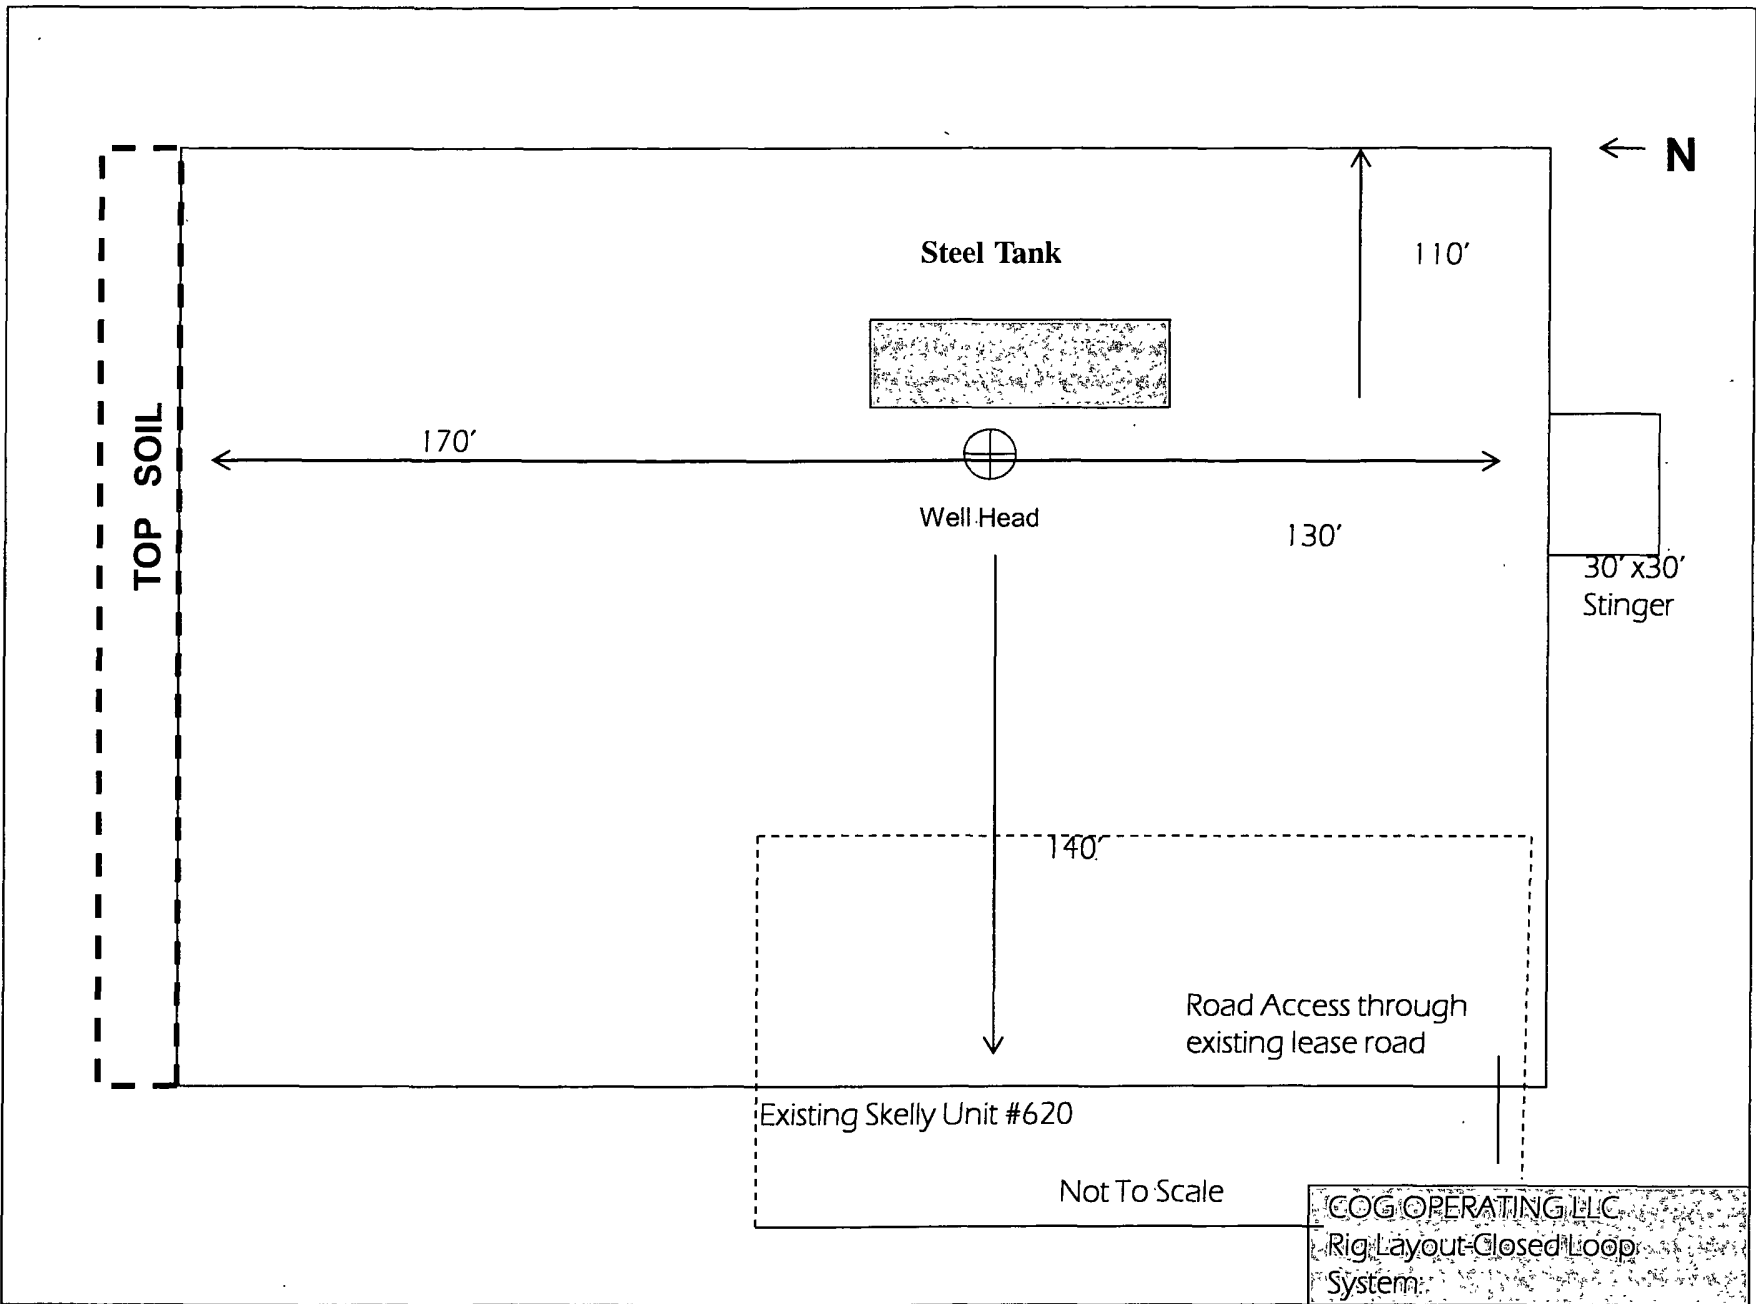 N
Steel Tank
110'
TOP SOIL
170'
Well Head
130'
30' x30'
Stinger
140'
Road Access through
existing lease road
Existing Skelly Unit #620
Not To Scale
COG OPERATING LLC
Rig Layout-Closed Loop
System